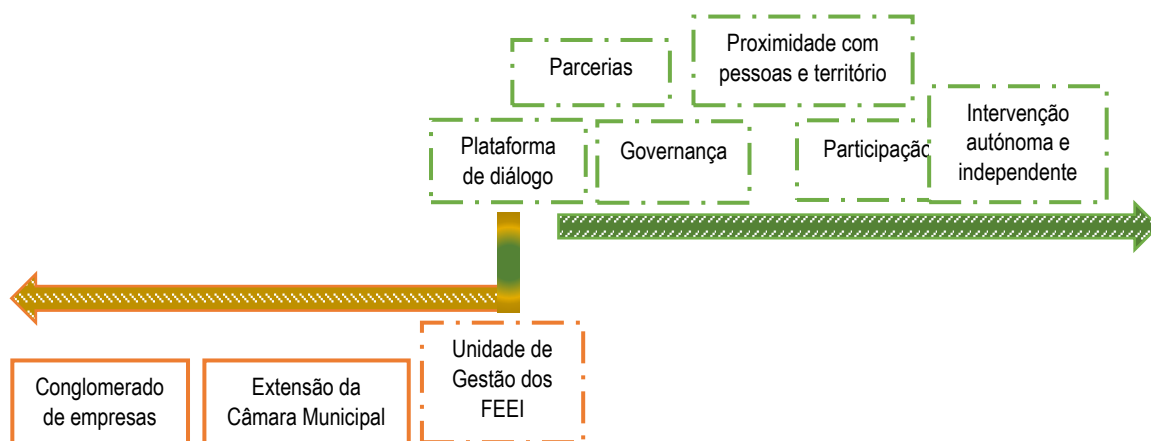 Parcerias
Proximidade com
pessoas e território
Plataforma
de diálogo
Governança
Participação
Intervenção
autónoma e
independente
Unidade de
Gestão dos
FEEI
Conglomerado
de empresas
Extensão da
Câmara Municipal